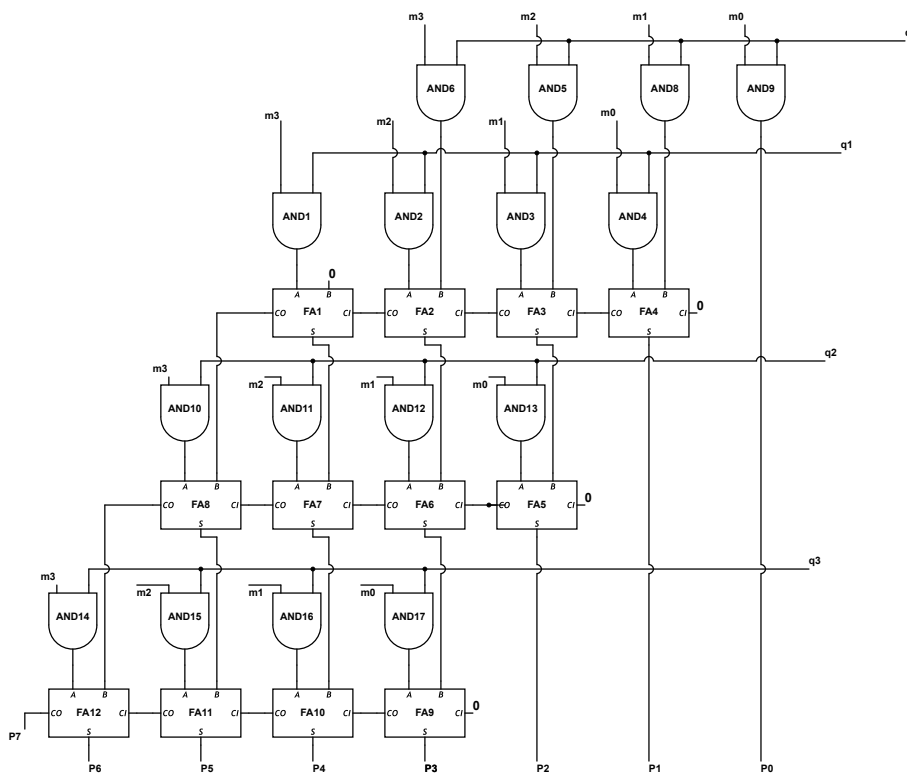 m3 m2 m1 m0
q
AND6 AND5 AND8 AND9
m3 m2 m1 m0
q1
AND1 AND2 AND3 AND4
0
A B A B A B A B
CO FA1 CI CO FA2 CI CO FA3 CI CO FA4 CI 0
S S S S
q2
m3 m2 m1 m0
AND10 AND11 AND12 AND13
A B A B A B A B
CO FA8 CI CO FA7 CI CO FA6 CI CO FA5 CI 0
S S S S
q3
m3 m2 m1 m0
AND14 AND15 AND16 AND17
A B A B A B A B
CO FA12 CI CO FA11 CI CO FA10 CI CO FA9 CI 0
S S S S
P7
P6 P5 P4 P3 P2 P1 P0